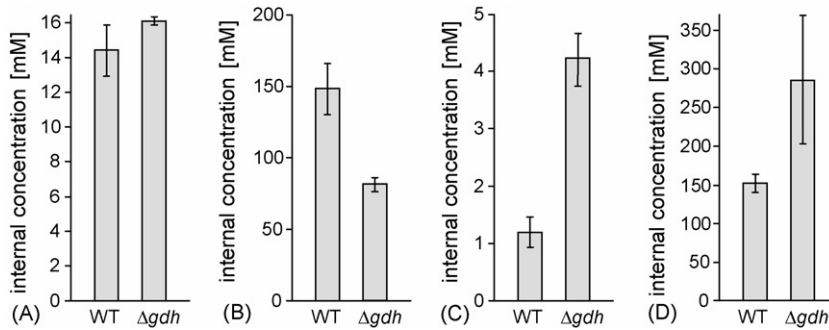 internal concentration [mM]
16
14
12
10
8
6
4
2
0
(A)
WT
Δgdh
internal concentration [mM]
200
150
100
50
0
(B)
WT
Δgdh
internal concentration [mM]
5
4
3
2
1
0
(C)
WT
Δgdh
internal concentration [mM]
350
300
250
200
150
100
50
0
(D)
WT
Δgdh